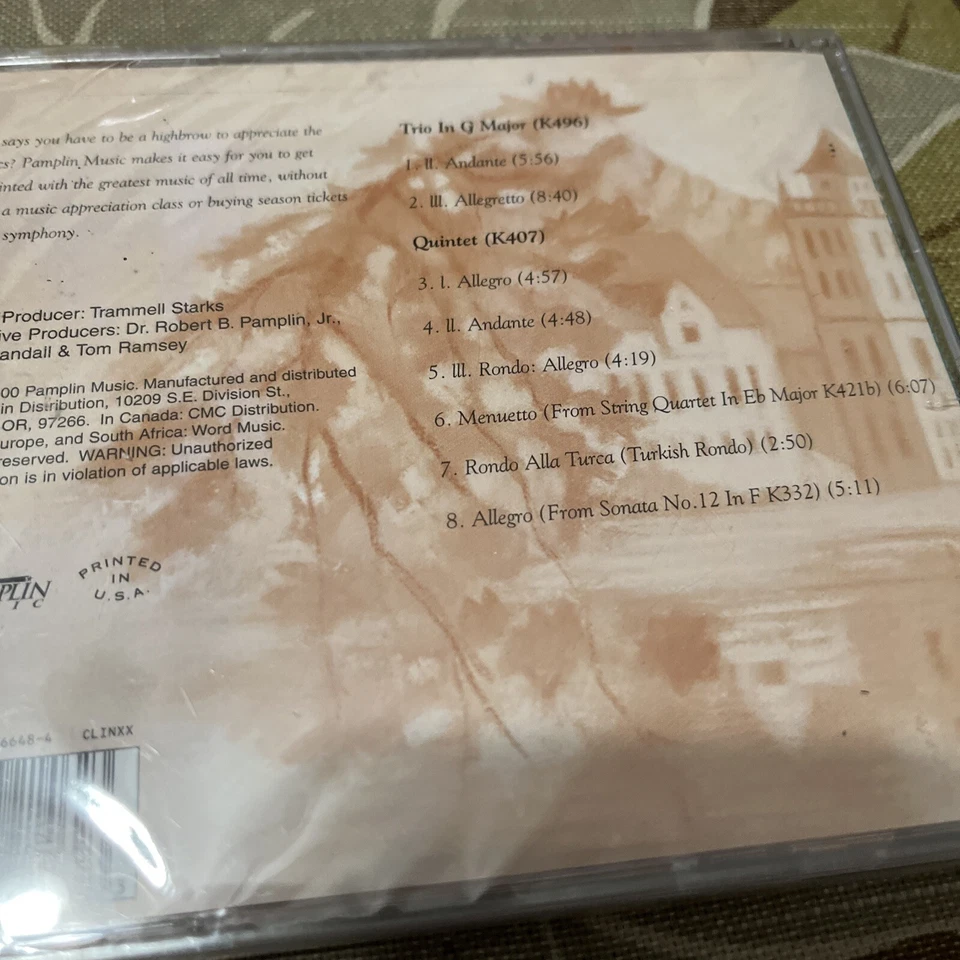 says you have to be a highbrow to appreciate the
cs? Pamplin Music makes it easy for you to get
inted with the greatest music of all time, without
a music appreciation class or buying season tickets
symphony.
Producer: Trammell Starks
ive Producers: Dr. Robert B. Pamplin, Jr.,
andall & Tom Ramsey
00 Pamplin Music. Manufactured and distributed
in Distribution, 10209 S.E. Division St.,
OR, 97266. In Canada: CMC Distribution.
urope, and South Africa: Word Music.
reserved. WARNING: Unauthorized
on is in violation of applicable laws.
PLIN
I C
PRINTED
IN
U.S.A.
6648-4 CLINXX
3
Trio In G Major (K496)
1. II. Andante (5:56)
2. III. Allegretto (8:40)
Quintet (K407)
3. I. Allegro (4:57)
4. II. Andante (4:48)
5. III. Rondo: Allegro (4:19)
6. Menuetto (From String Quartet In Eb Major K421b) (6:07)
7. Rondo Alla Turca (Turkish Rondo) (2:50)
8. Allegro (From Sonata No.12 In F K332) (5:11)